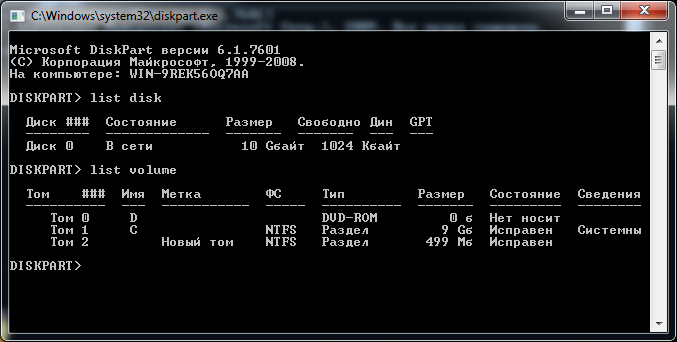 C:\Windows\system32\diskpart.exe
Microsoft DiskPart версии 6.1.7601
(C) Корпорация Майкрософт, 1999-2008.
На компьютере: WIN-9REK56OQ7AA
DISKPART> list disk
Диск ### Состояние Размер Свободно Дин GPT
-------- ------------- ------- ------- --- ---
Диск 0 В сети 10 Gбайт 1024 Kбайт
DISKPART> list volume
Том ### Имя Метка ФС Тип Размер Состояние Сведения
---------- --- ----------- ----- ---------- ------- --------- --------
Том 0 D DVD-ROM 0 б Нет носит
Том 1 C NTFS Раздел 9 Gб Исправен Системны
Том 2 Новый том NTFS Раздел 499 Mб Исправен
DISKPART>